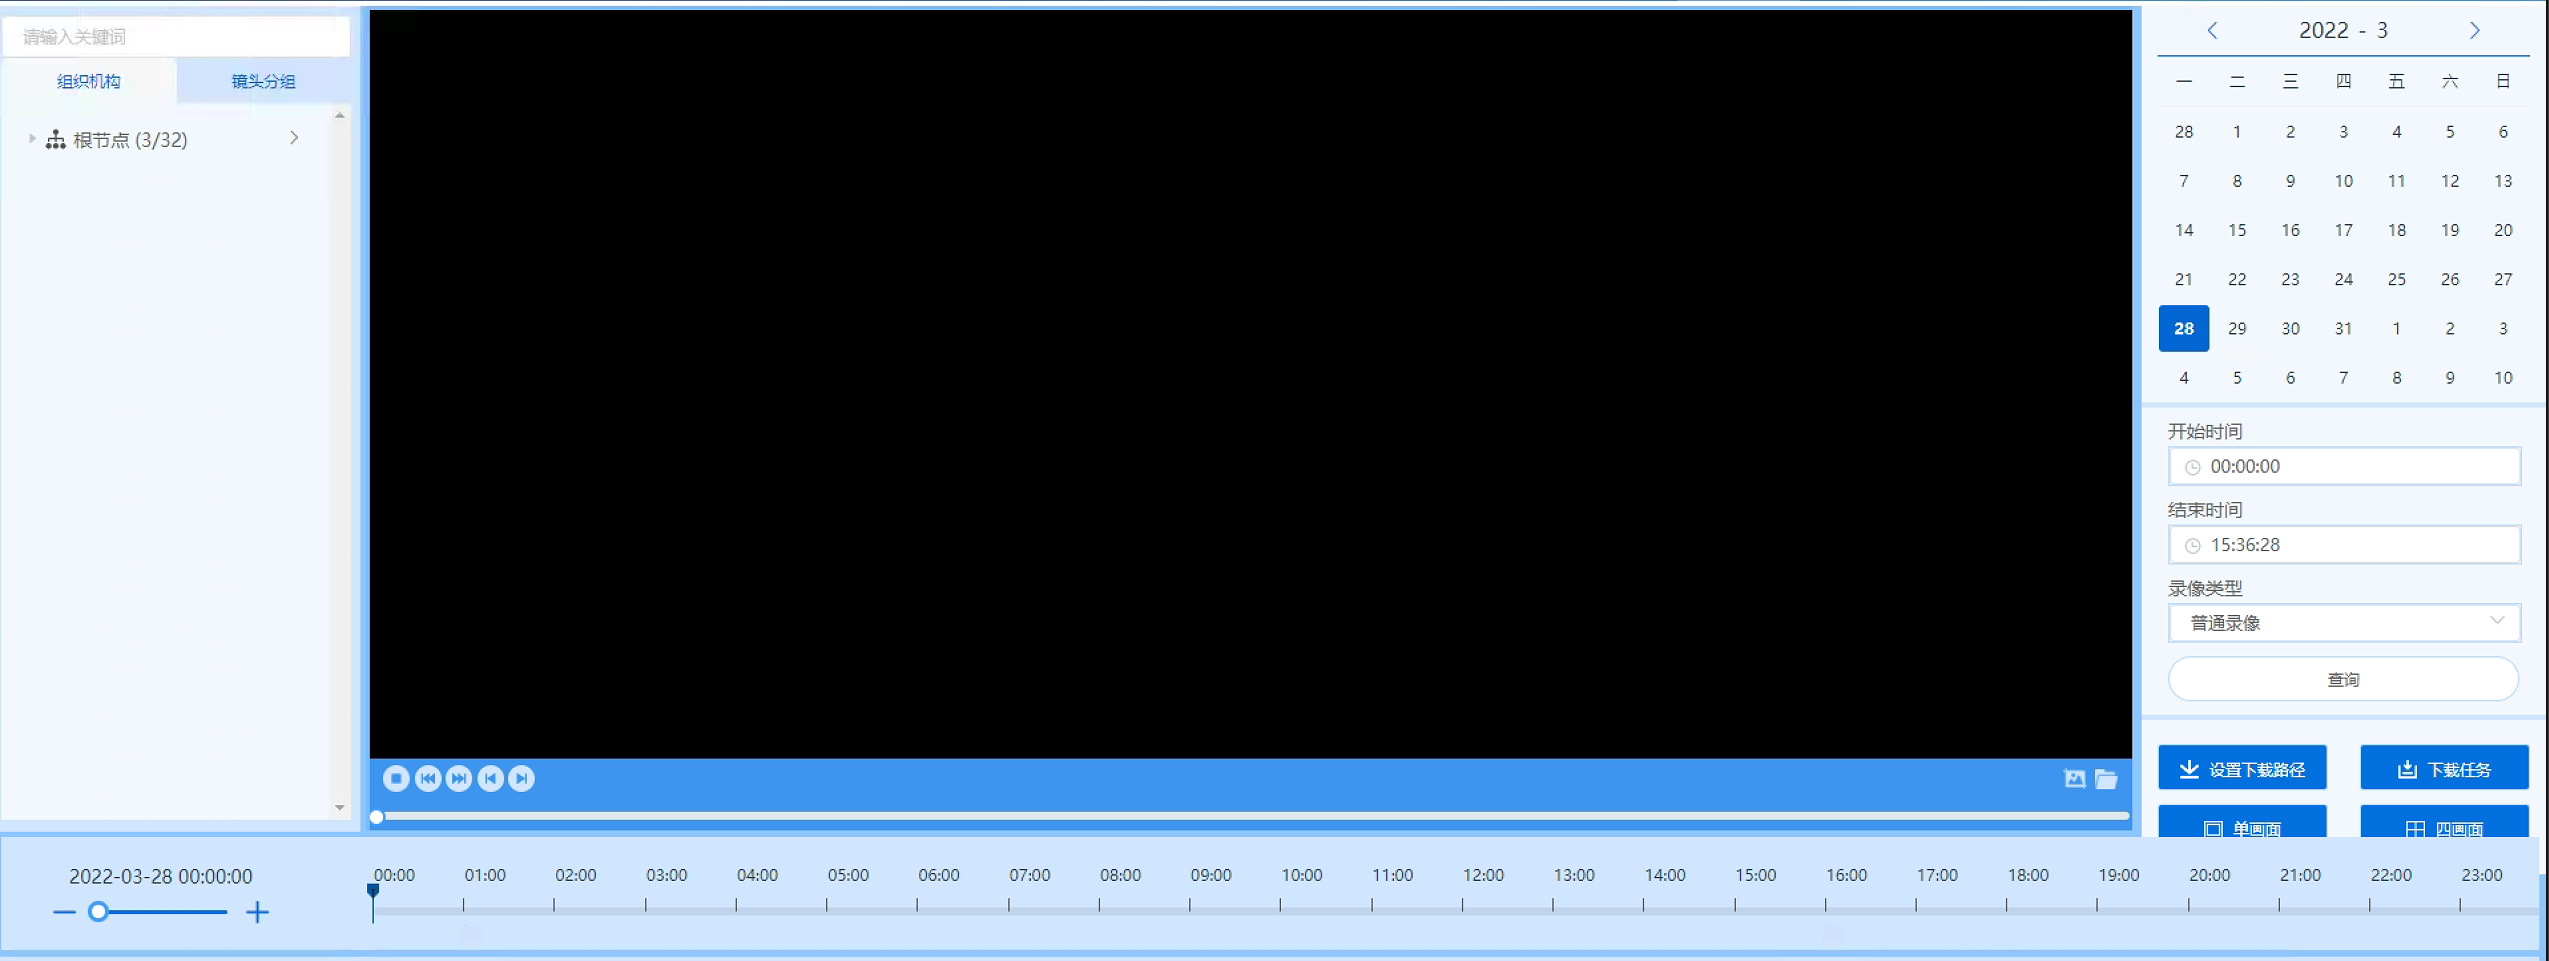 请输入关键词
组织机构 镜头分组
根节点 (3/32)
2022 - 3
一 二 三 四 五 六 日
28 1 2 3 4 5 6
7 8 9 10 11 12 13
14 15 16 17 18 19 20
21 22 23 24 25 26 27
28 29 30 31 1 2 3
4 5 6 7 8 9 10
开始时间
00:00:00
结束时间
15:36:28
录像类型
普通录像
查询
设置下载路径 下载任务
单画面 四画面
2022-03-28 00:00:00
00:00 01:00 02:00 03:00 04:00 05:00 06:00 07:00 08:00 09:00 10:00 11:00 12:00 13:00 14:00 15:00 16:00 17:00 18:00 19:00 20:00 21:00 22:00 23:00